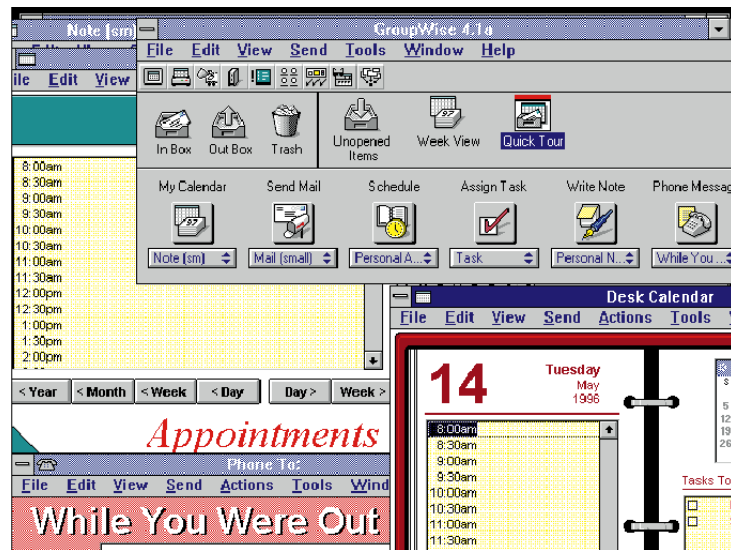 Note (sm)
GroupWise 4.1a
File Edit View Send Tools Window Help
ile Edit View
In Box Out Box Trash Unopened Items Week View Quick Tour
My Calendar Send Mail Schedule Assign Task Write Note Phone Messag
Note (sm) Mail (small) Personal A... Task Personal N... While You ...
8:00am
8:30am
9:00am
9:30am
10:00am
10:30am
11:00am
11:30am
12:00pm
12:30pm
1:00pm
1:30pm
2:00pm
< Year < Month < Week < Day Day > Week >
Appointments
Desk Calendar
File Edit View Send Actions Tools
14
Tuesday
May
1996
S
5
12
19
26
8:00am
8:30am
9:00am
9:30am
10:00am
10:30am
11:00am
11:30am
Tasks To
Phone To:
File Edit View Send Actions Tools Wind
While You Were Out